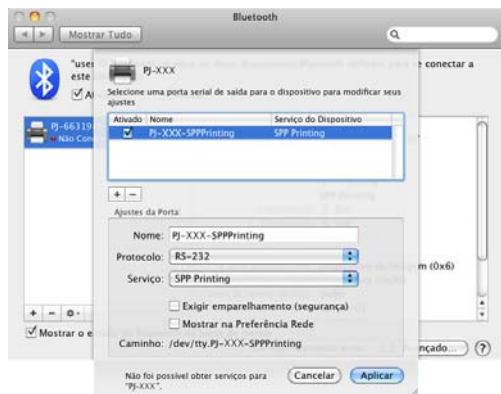 Bluetooth
Mostrar Tudo
"user
este
e conectar a
PJ-XXX
Selecione uma porta serial de saída para o dispositivo para modificar seus
ajustes
Ativado Nome Serviço do Dispositivo
PJ-XXX-SPPPrinting SPP Printing
PJ-66319
Não Con
+ −
Ajustes da Porta:
Nome: PJ-XXX-SPPPrinting
Protocolo: RS-232
Serviço: SPP Printing
m (0x6)
Exigir emparelhamento (segurança)
Mostrar na Preferência Rede
+ −
Mostrar o e
Caminho: /dev/tty.PJ-XXX-SPPPrinting
nçado... ?
Não foi possível obter serviços para
"PJ-XXX".
Cancelar Aplicar